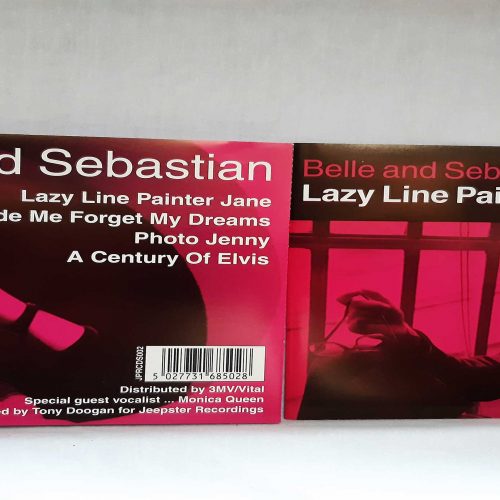 d Sebastian
Lazy Line Painter Jane
de Me Forget My Dreams
Photo Jenny
A Century Of Elvis
JPRCDS002
5 027731 685028
Distributed by 3MV/Vital
Special guest vocalist ... Monica Queen
ed by Tony Doogan for Jeepster Recordings
Belle and Seb
Lazy Line Pai